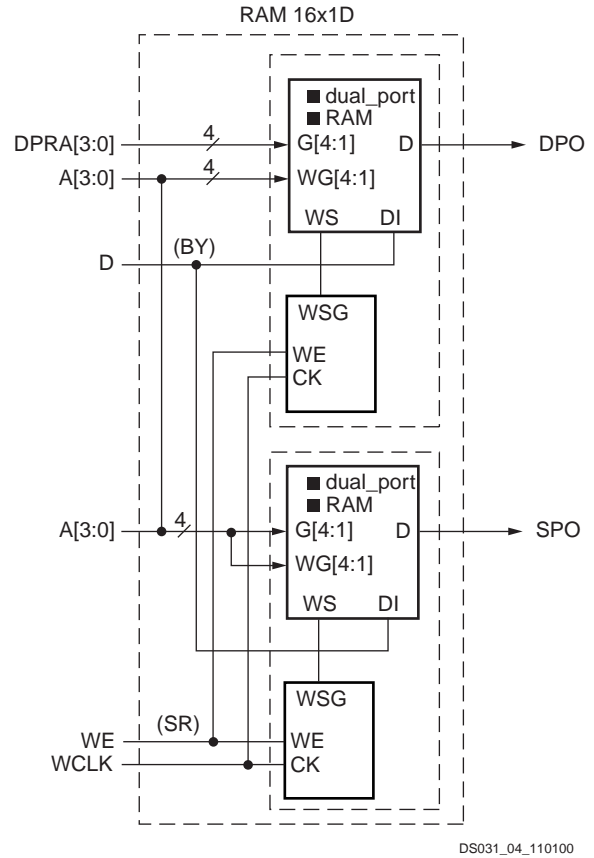 RAM 16x1D
dual_port
RAM
DPRA[3:0]
4
G[4:1]
D
DPO
A[3:0]
4
WG[4:1]
WS
DI
D
(BY)
WSG
WE
CK
dual_port
RAM
A[3:0]
4
G[4:1]
D
SPO
WG[4:1]
WS
DI
WSG
WE
(SR)
WE
WCLK
CK
DS031_04_110100